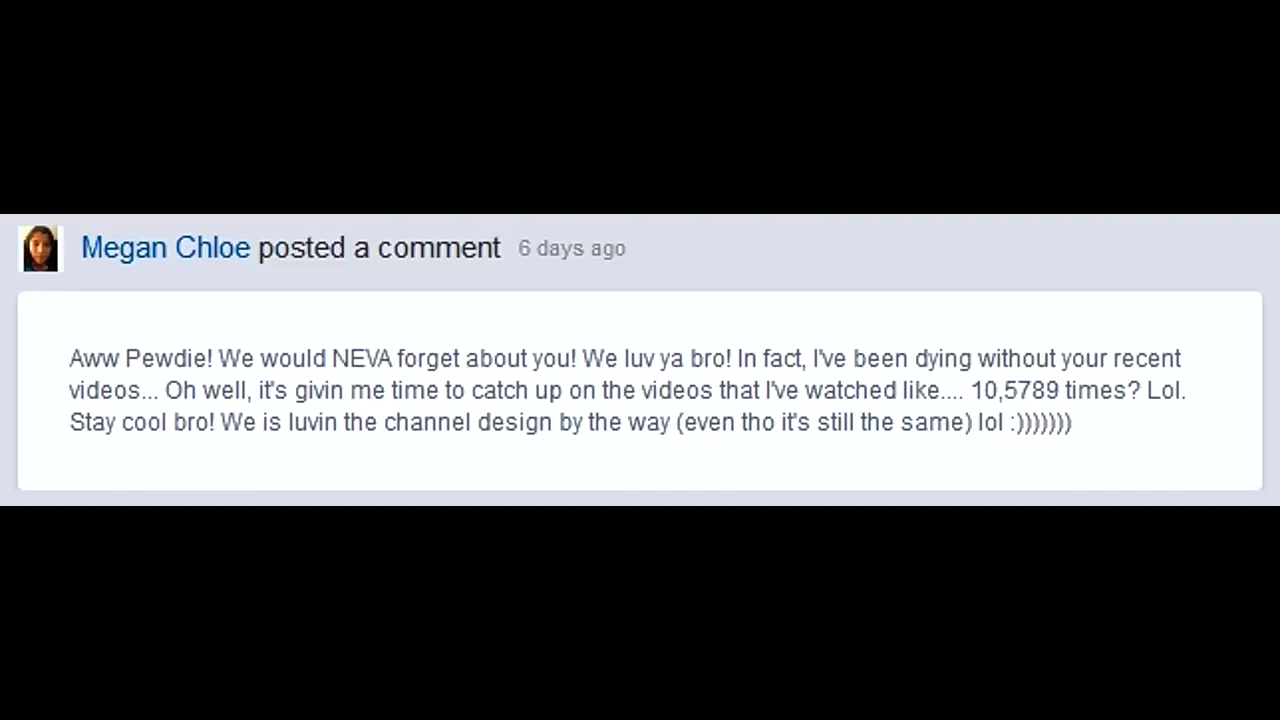 Megan Chloe posted a comment 6 days ago
Aww Pewdie! We would NEVA forget about you! We luv ya bro! In fact, I've been dying without your recent
videos... Oh well, it's givin me time to catch up on the videos that I've watched like.... 10,5789 times? Lol.
Stay cool bro! We is luvin the channel design by the way (even tho it's still the same) lol :)))))))